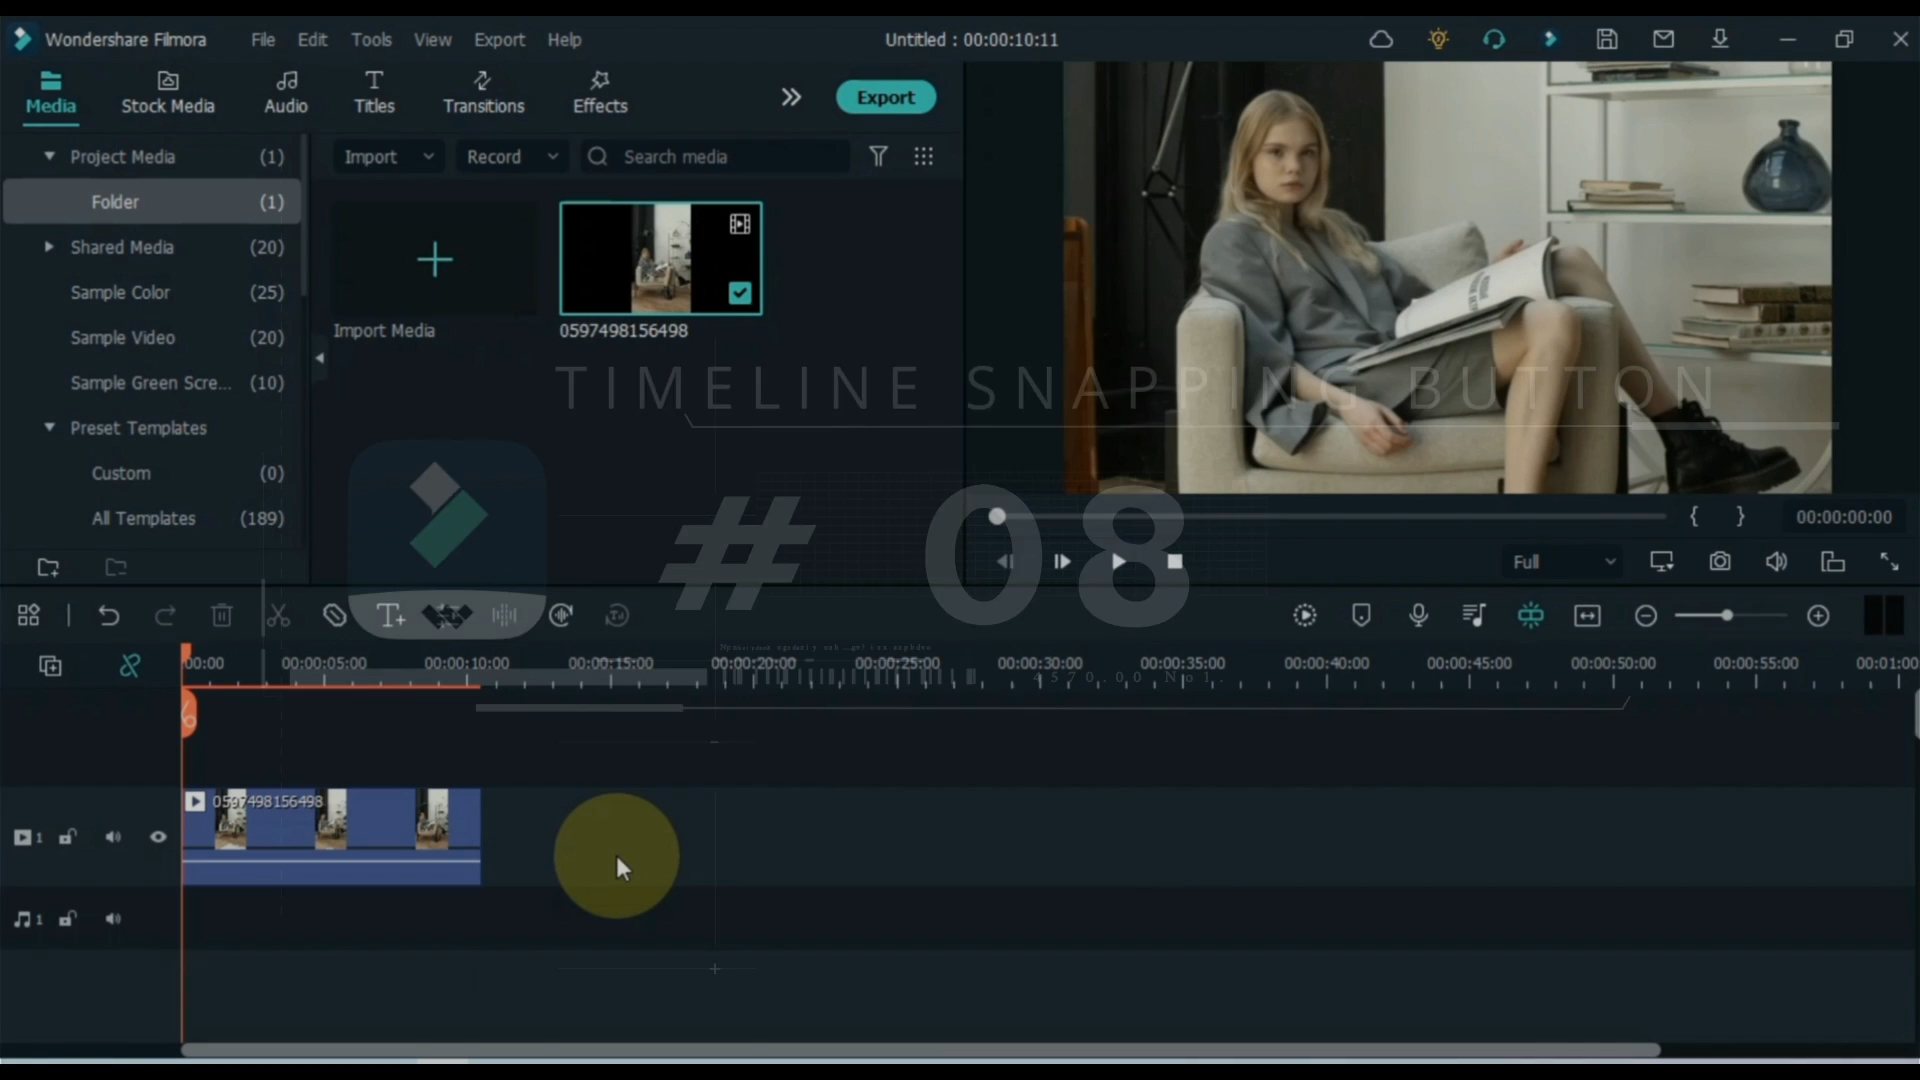 Wondershare Filmora File Edit Tools View Export Help Untitled : 00:00:10:11
Media Stock Media Audio Titles Transitions Effects Export
Project Media (1)
Folder (1)
Shared Media (20)
Sample Color (25)
Sample Video (20)
Sample Green Scre... (10)
Preset Templates
Custom (0)
All Templates (189)
Import Record Search media
Import Media 0597498156498
TIMELINE SNAPPING BUTTON
# 08
{ } 00:00:00:00
Full
00:00 00:00:05:00 00:00:10:00 00:00:15:00 00:00:20:00 00:00:25:00 00:00:30:00 00:00:35:00 00:00:40:00 00:00:45:00 00:00:50:00 00:00:55:00 00:01:00
4570.00 No1.
0597498156498
1
1